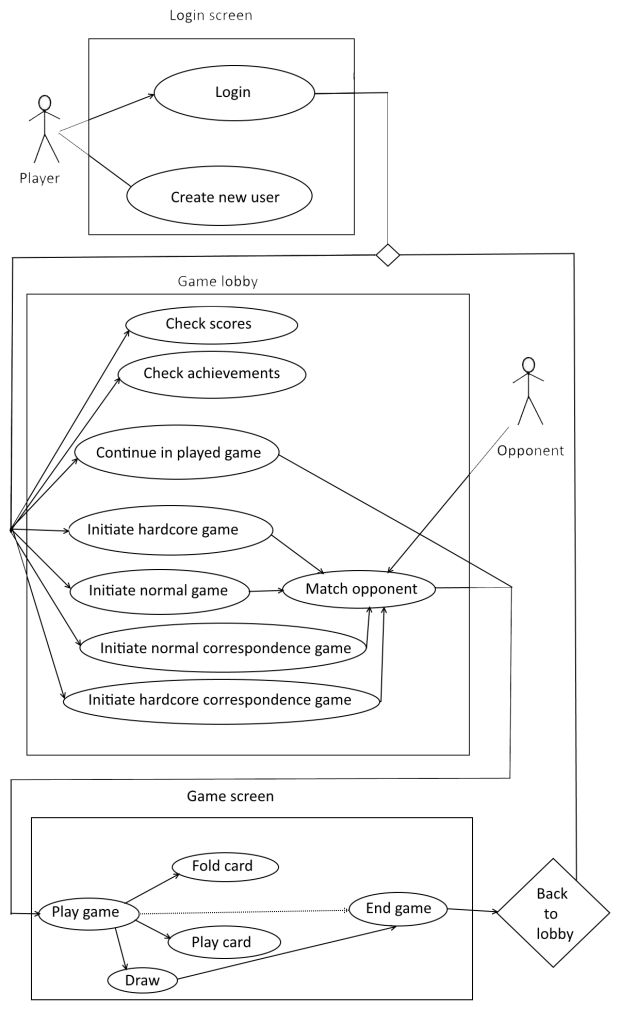 Login screen
Login
Player
Create new user
Game lobby
Check scores
Check achievements
Continue in played game
Opponent
Initiate hardcore game
Initiate normal game
Match opponent
Initiate normal correspondence game
Initiate hardcore correspondence game
Game screen
Fold card
Play game
End game
Back
to
lobby
Play card
Draw